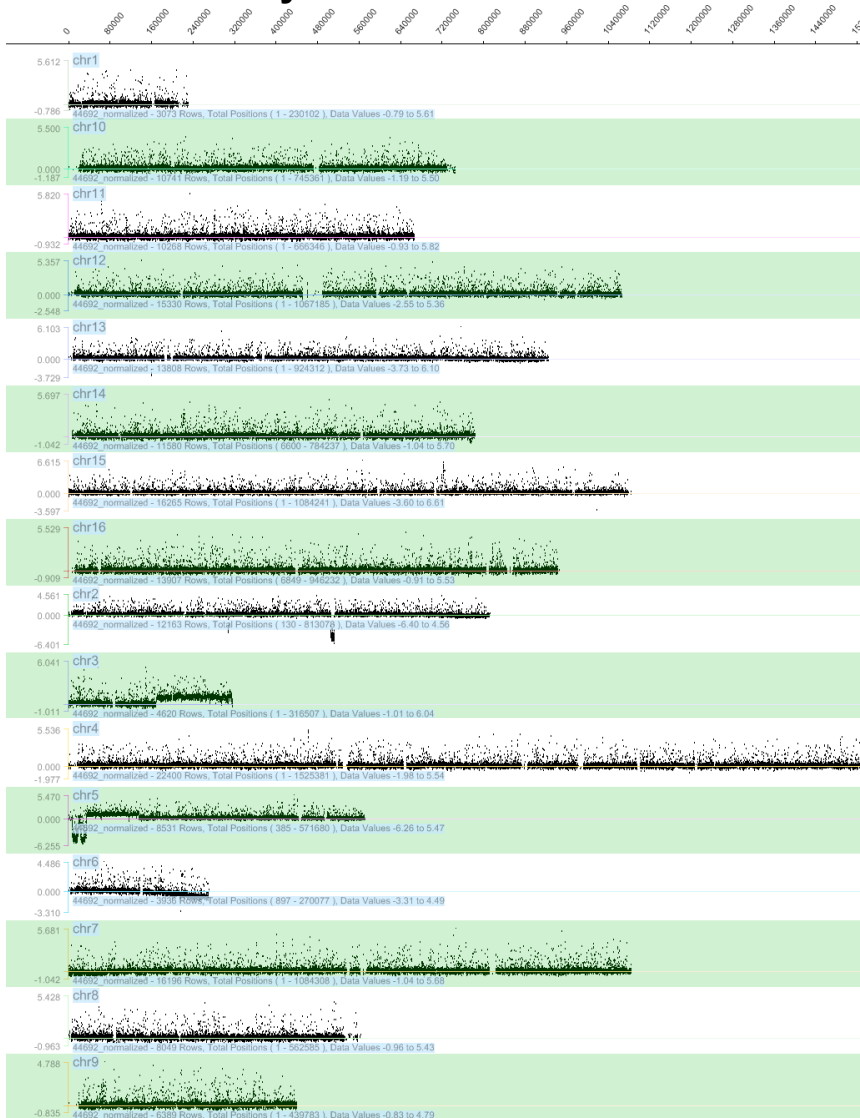 0 80000 160000 240000 320000 400000 480000 560000 640000 720000 800000 880000 960000 1040000 1120000 1200000 1280000 1360000 1440000
5.612 chr1
-0.786
44692_normalized - 3073 Rows, Total Positions ( 1 - 230102 ), Data Values -0.79 to 5.61
5.500 chr10
0.000
-1.187
44692_normalized - 10741 Rows, Total Positions ( 1 - 745361 ), Data Values -1.19 to 5.50
5.820 chr11
-0.932
44692_normalized - 10268 Rows, Total Positions ( 1 - 666346 ), Data Values -0.93 to 5.82
5.357 chr12
0.000
-2.548
44692_normalized - 15330 Rows, Total Positions ( 1 - 1067185 ), Data Values -2.55 to 5.36
6.103 chr13
0.000
-3.729
44692_normalized - 13808 Rows, Total Positions ( 1 - 924312 ), Data Values -3.73 to 6.10
5.697 chr14
-1.042
44692_normalized - 11580 Rows, Total Positions ( 6600 - 784237 ), Data Values -1.04 to 5.70
6.615 chr15
0.000
-3.597
44692_normalized - 16265 Rows, Total Positions ( 1 - 1084241 ), Data Values -3.60 to 6.61
5.529 chr16
-0.909
44692_normalized - 13907 Rows, Total Positions ( 6849 - 946232 ), Data Values -0.91 to 5.53
4.561 chr2
0.000
-6.401
44692_normalized - 12163 Rows, Total Positions ( 130 - 813078 ), Data Values -6.40 to 4.56
6.041 chr3
-1.011
44692_normalized - 4620 Rows, Total Positions ( 1 - 316507 ), Data Values -1.01 to 6.04
5.536 chr4
0.000
-1.977
44692_normalized - 22400 Rows, Total Positions ( 1 - 1525381 ), Data Values -1.98 to 5.54
5.470 chr5
0.000
-6.255
44692_normalized - 8531 Rows, Total Positions ( 385 - 571680 ), Data Values -6.26 to 5.47
4.486 chr6
0.000
-3.310
44692_normalized - 3936 Rows, Total Positions ( 897 - 270077 ), Data Values -3.31 to 4.49
5.681 chr7
-1.042
44692_normalized - 16196 Rows, Total Positions ( 1 - 1084308 ), Data Values -1.04 to 5.68
5.428 chr8
-0.963
44692_normalized - 8049 Rows, Total Positions ( 1 - 562585 ), Data Values -0.96 to 5.43
4.788 chr9
-0.835
44692_normalized - 6389 Rows, Total Positions ( 1 - 439783 ), Data Values -0.83 to 4.79